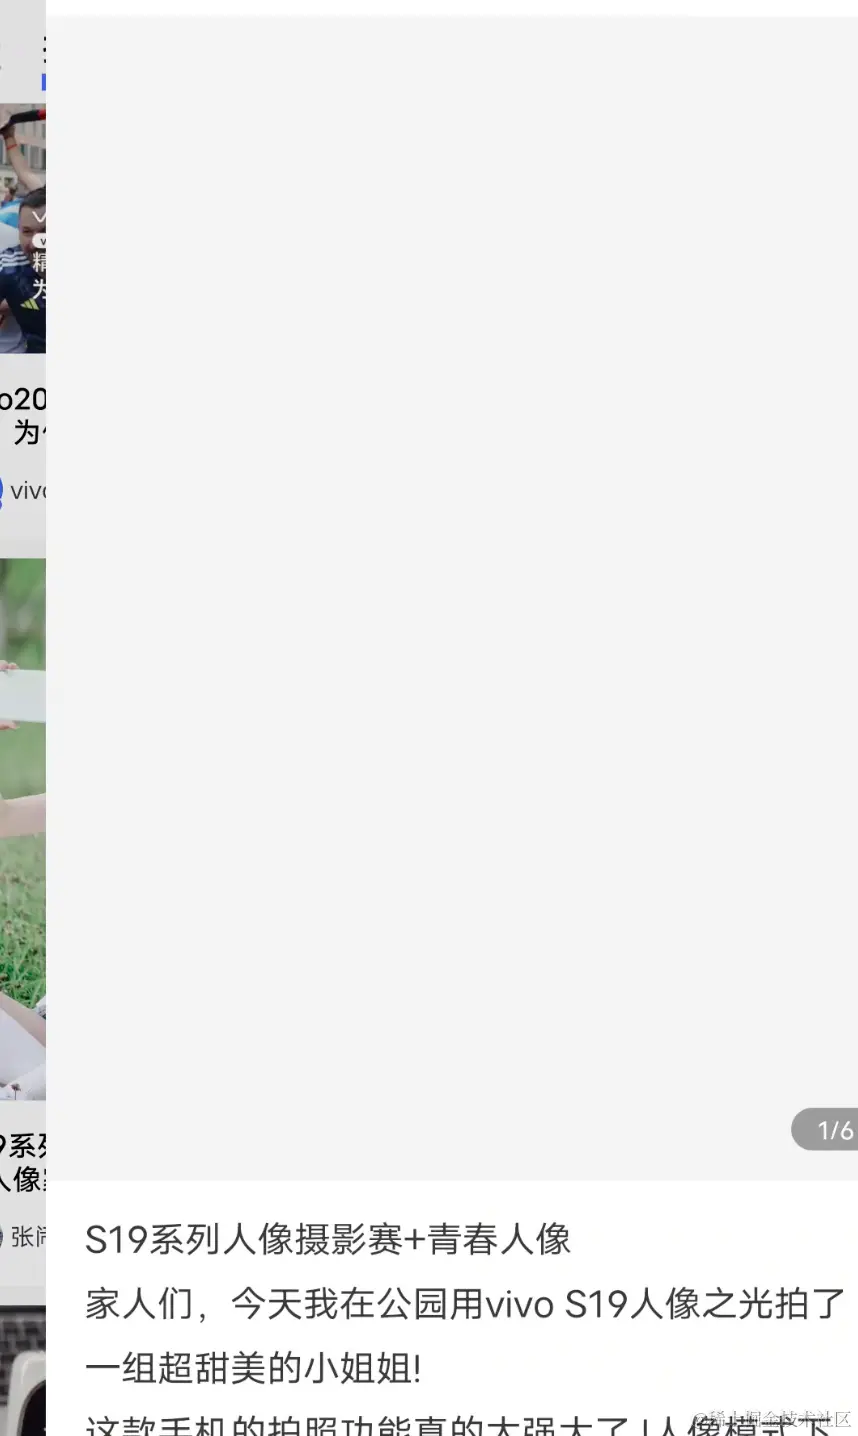 精
为
o20
为
vivo
1/6
9系列
人像
张闹
S19系列人像摄影赛+青春人像
家人们，今天我在公园用vivo S19人像之光拍了
一组超甜美的小姐姐!
这款手机的拍照功能真的太强大了!人像模式下
@稀土掘金技术社区